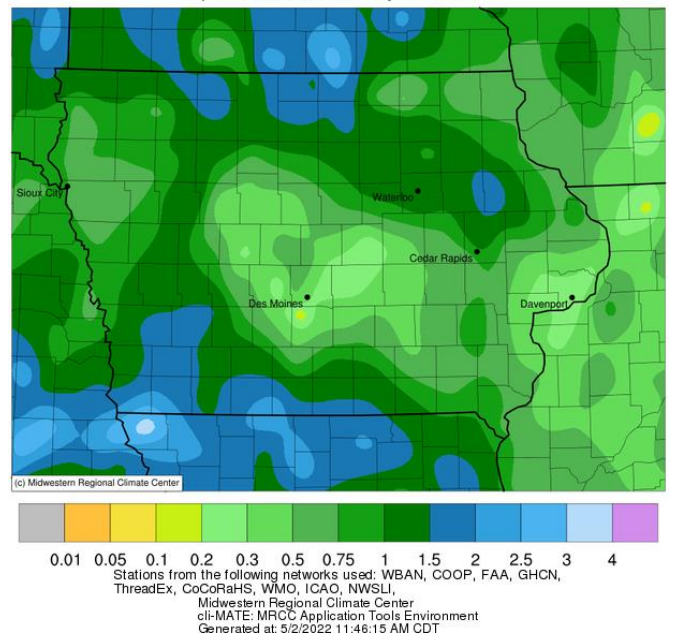 Sioux City
Waterloo
Cedar Rapids
Des Moines
Davenport
(c) Midwestern Regional Climate Center
0.01 0.05 0.1 0.2 0.3 0.5 0.75 1 1.5 2 2.5 3 4
Stations from the following networks used: WBAN, COOP, FAA, GHCN,
ThreadEx, CoCoRaHS, WMO, ICAO, NWSLI,
Midwestern Regional Climate Center
cli-MATE: MRCC Application Tools Environment
Generated at: 5/2/2022 11:46:15 AM CDT